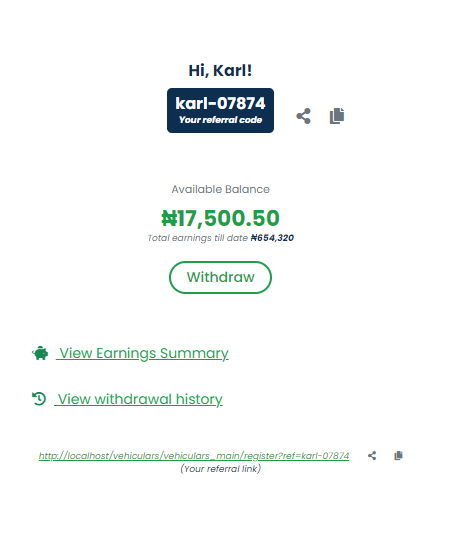 Hi, Karl!
karl-07874
Your referral code
Available Balance
₦17,500.50
Total earnings till date ₦654,320
Withdraw
View Earnings Summary
View withdrawal history
http://localhost/vehiculars/vehiculars_main/register?ref=karl-07874
(Your referral link)